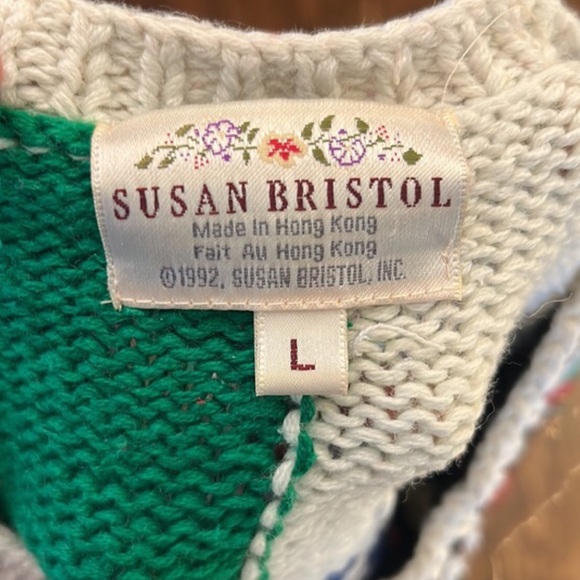 SUSAN BRISTOL
Made In Hong Kong
Fait Au Hong Kong
©1992, SUSAN BRISTOL, INC.
L